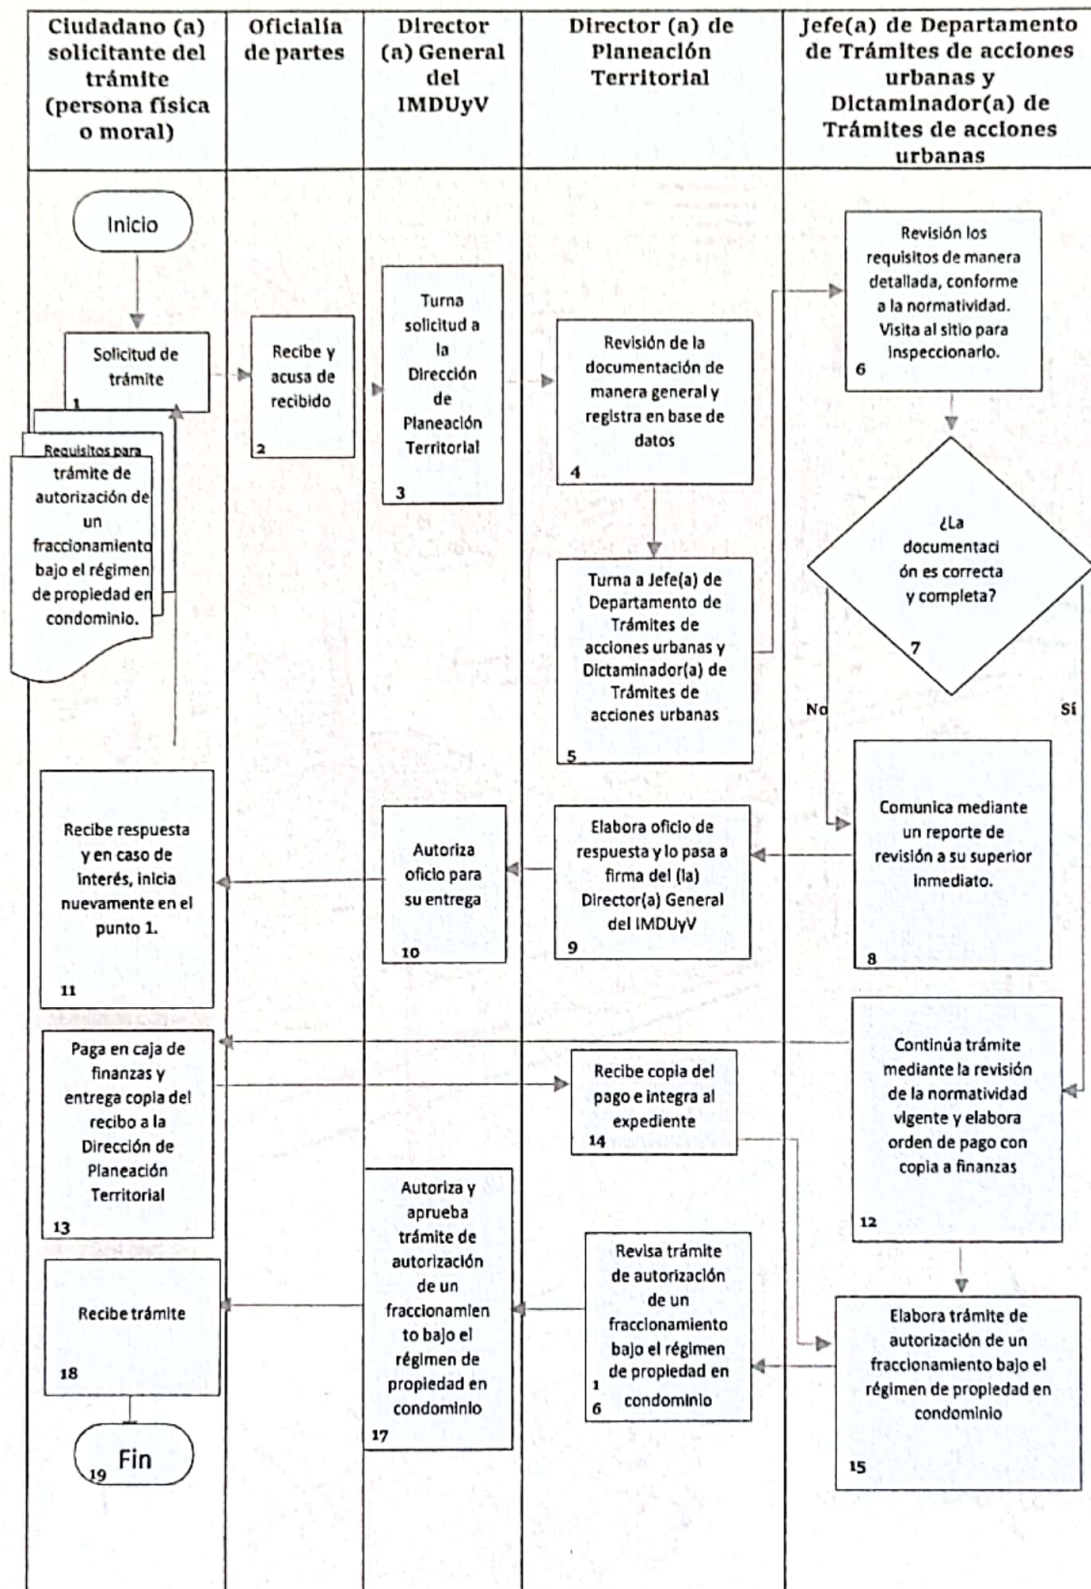 Ciudadano (a)
solicitante del
trámite
(persona física
o moral)
Oficialía
de partes
Director
(a) General
del
IMDUyV
Director (a) de
Planeación
Territorial
Jefe(a) de Departamento
de Trámites de acciones
urbanas y
Dictaminador(a) de
Trámites de acciones
urbanas
Inicio
Solicitud de
trámite
1
Requisitos para
trámite de
autorización de
un
fraccionamiento
bajo el régimen
de propiedad en
condominio.
Recibe y
acusa de
recibido
2
Turna
solicitud a
la
Dirección
de
Planeación
Territorial
3
Revisión de la
documentación de
manera general y
registra en base de
datos
4
Turna a Jefe(a) de
Departamento de
Trámites de
acciones urbanas y
Dictaminador(a) de
Trámites de
acciones urbanas
5
Revisión los
requisitos de manera
detallada, conforme
a la normatividad.
Visita al sitio para
inspeccionarlo.
6
¿La
documentaci
ón es correcta
y completa?
7
No
Sí
Comunica mediante
un reporte de
revisión a su superior
inmediato.
8
Elabora oficio de
respuesta y lo pasa a
firma del (la)
Director(a) General
del IMDUyV
9
Autoriza
oficio para
su entrega
10
Recibe respuesta
y en caso de
interés, inicia
nuevamente en el
punto 1.
11
Continúa trámite
mediante la revisión
de la normatividad
vigente y elabora
orden de pago con
copia a finanzas
12
Paga en caja de
finanzas y
entrega copia del
recibo a la
Dirección de
Planeación
Territorial
13
Recibe copia del
pago e integra al
expediente
14
Elabora trámite de
autorización de un
fraccionamiento bajo el
régimen de propiedad en
condominio
15
Revisa trámite
de autorización
de un
fraccionamiento
bajo el régimen
de propiedad en
condominio
1
6
Autoriza y
aprueba
trámite de
autorización
de un
fraccionamien
to bajo el
régimen de
propiedad en
condominio
17
Recibe trámite
18
Fin
19